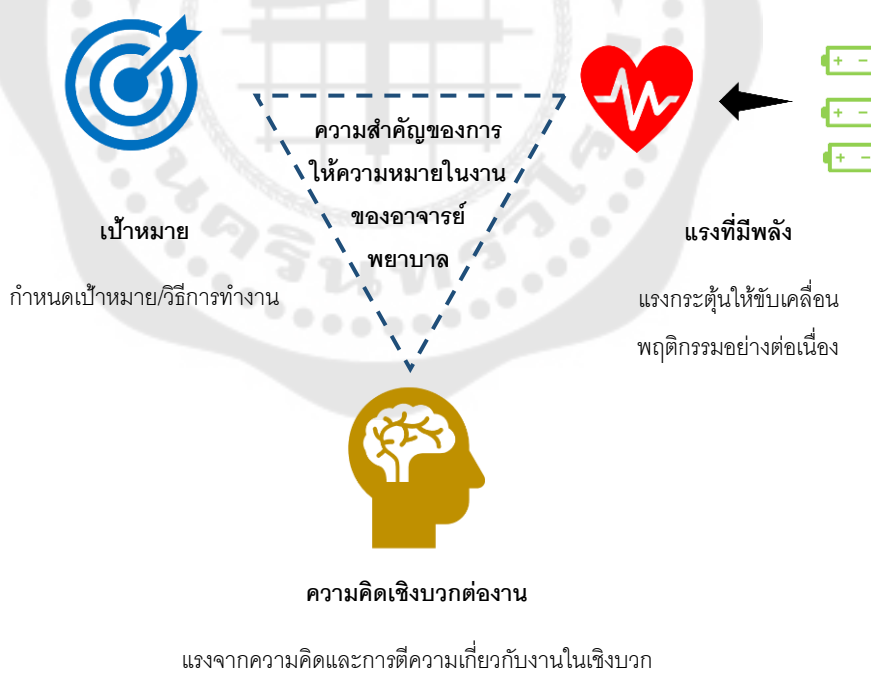 ความสำคัญของการ
ให้ความหมายในงาน
ของอาจารย์
พยาบาล
เป้าหมาย
กำหนดเป้าหมาย/วิธีการทำงาน
แรงที่มีพลัง
แรงกระตุ้นให้ขับเคลื่อน
พฤติกรรมอย่างต่อเนื่อง
ความคิดเชิงบวกต่องาน
แรงจากความคิดและการตีความเกี่ยวกับงานในเชิงบวก